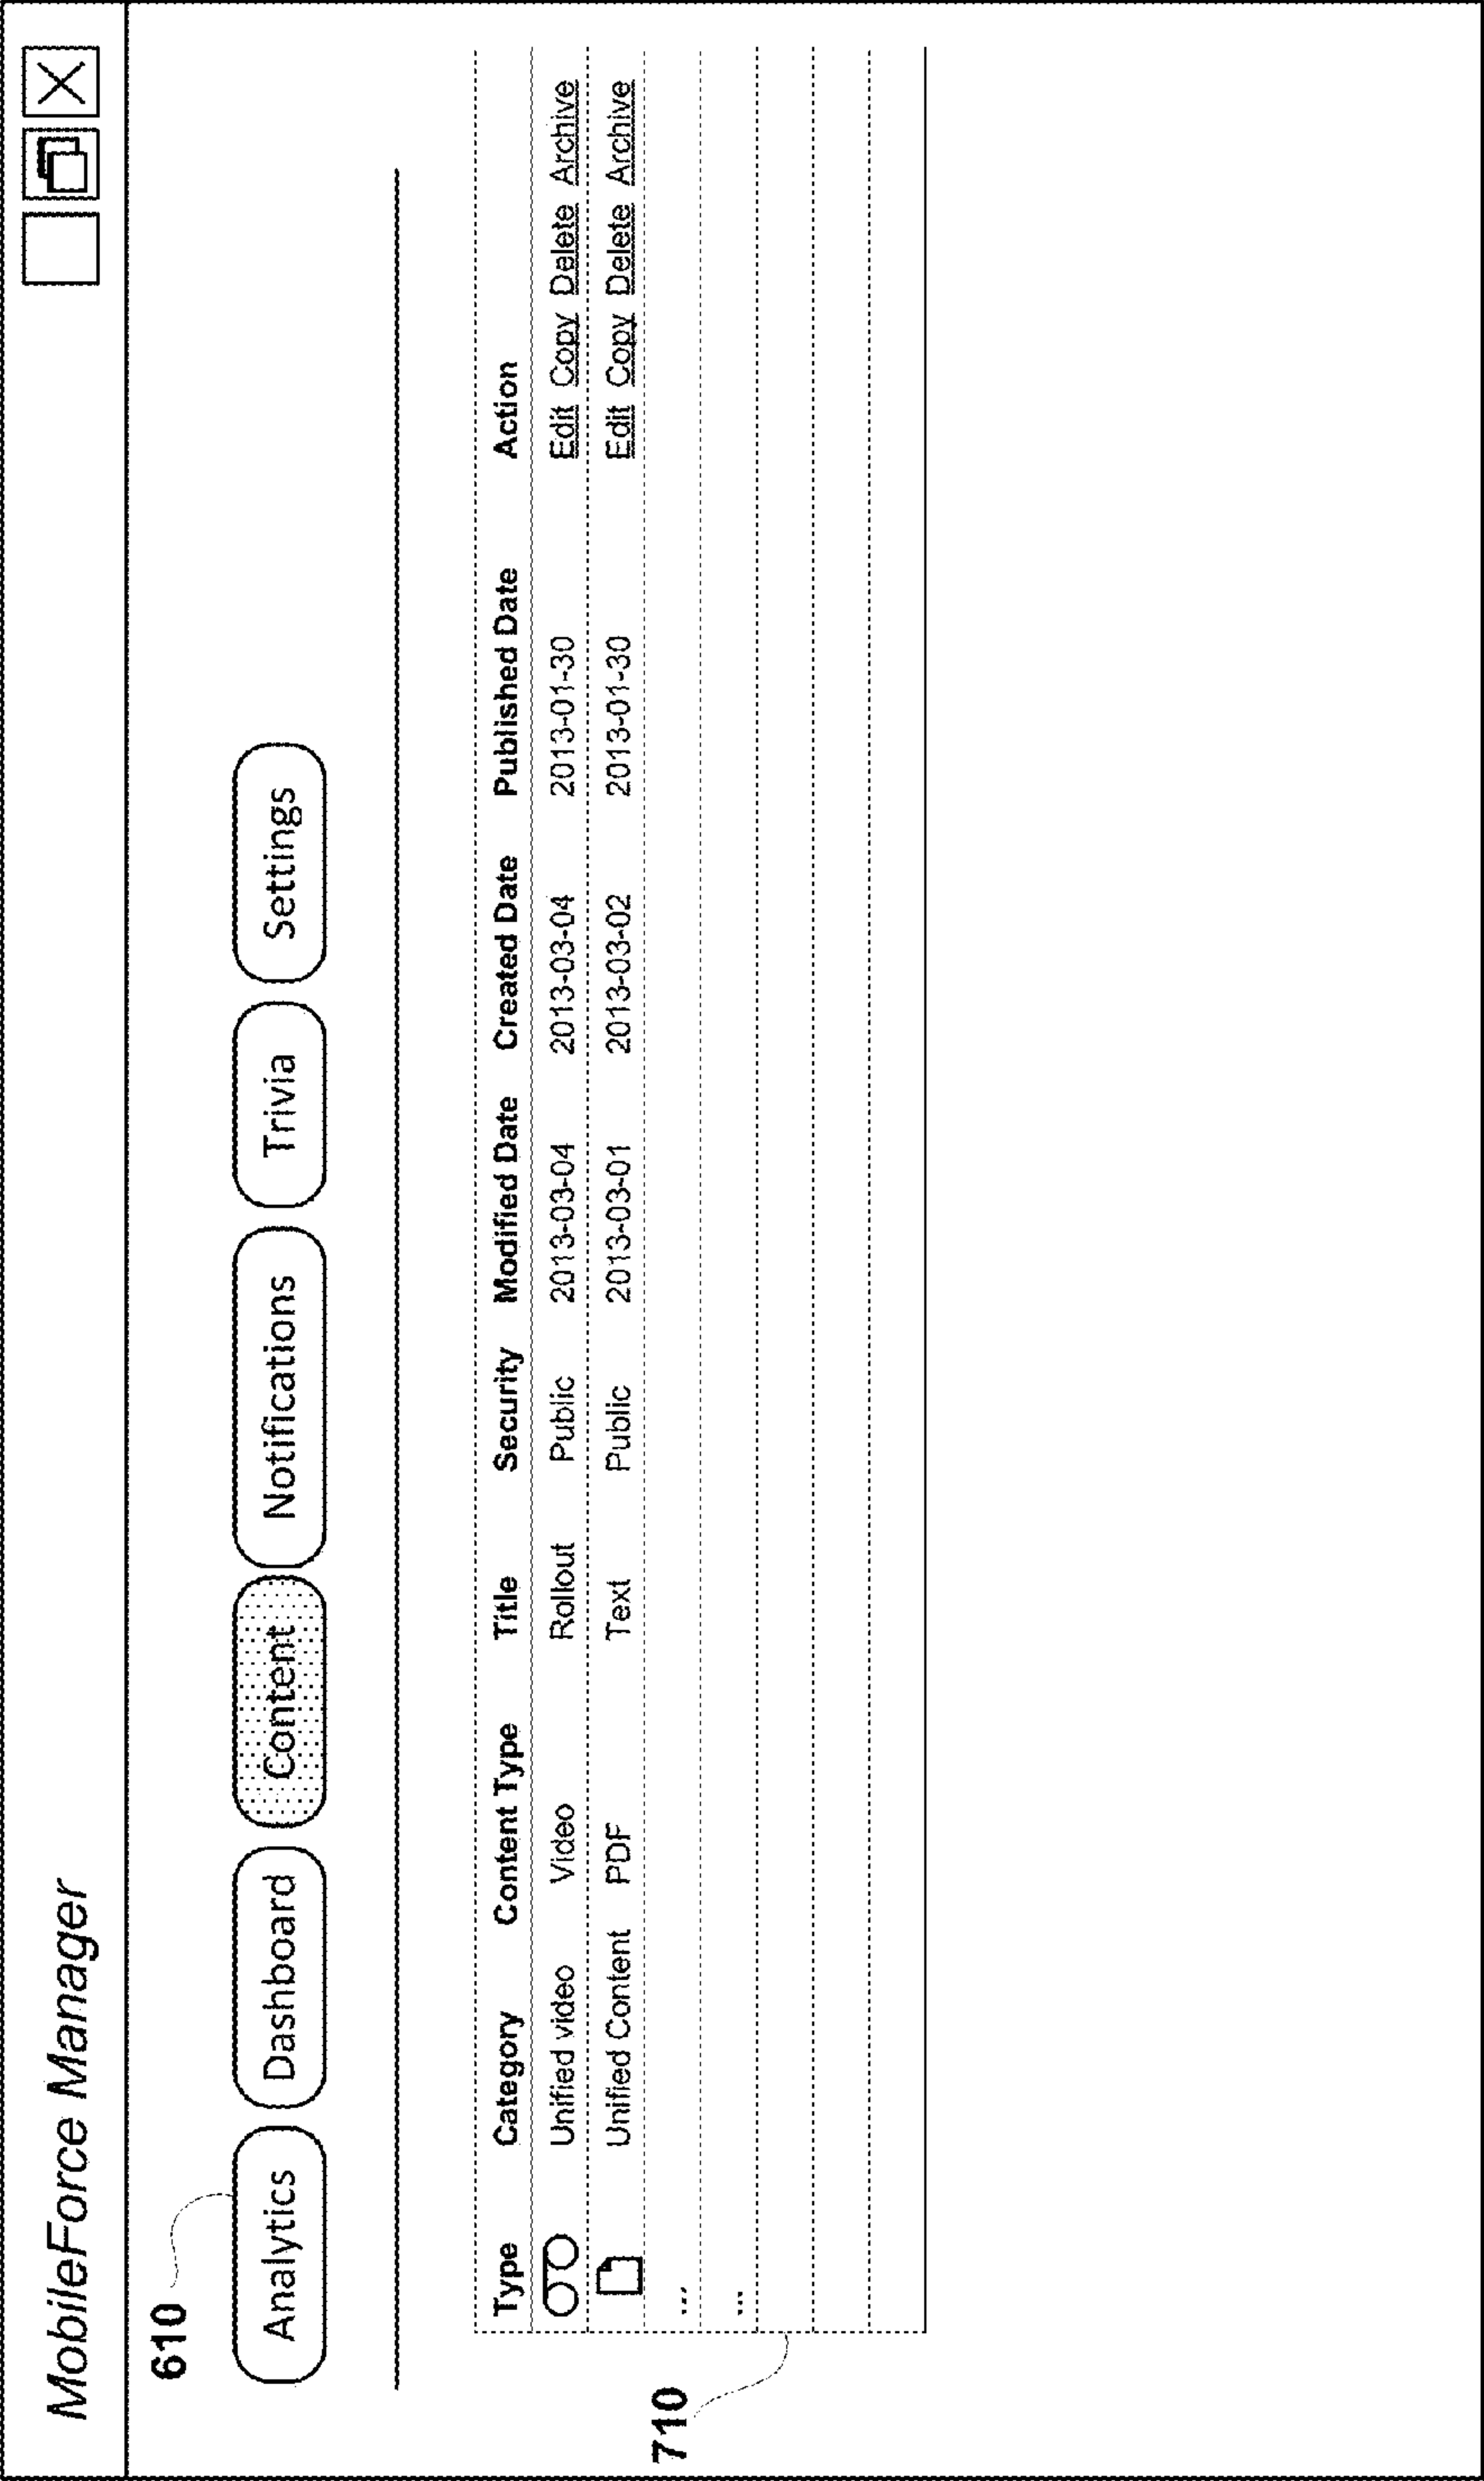 MobileForce Manager
610
Analytics Dashboard Content Notifications Trivia Settings
Type Category Content Type Title Security Modified Date Created Date Published Date Action
Unified video Video Rollout Public 2013-03-04 2013-03-04 2013-01-30 Edit Copy Delete Archive
Unified Content PDF Text Public 2013-03-01 2013-03-02 2013-01-30 Edit Copy Delete Archive
...
...
710